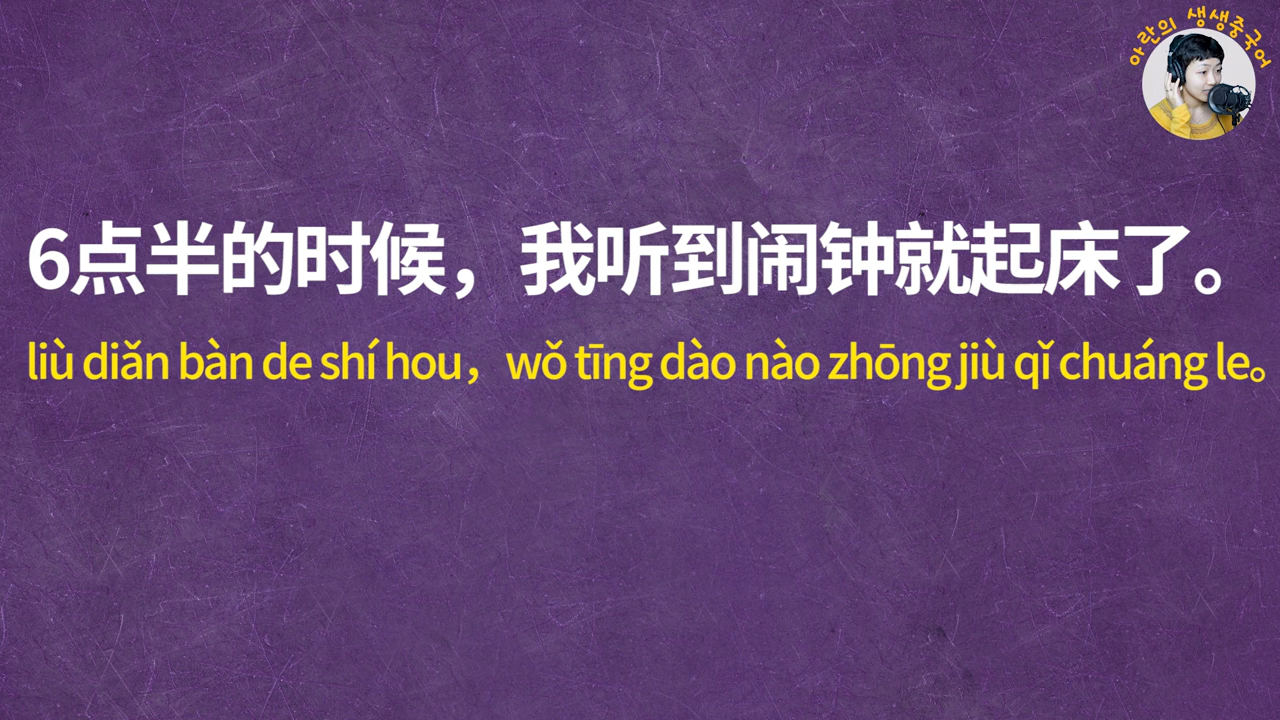 아란의 생생중국어
6点半的时候，我听到闹钟就起床了。
liù diǎn bàn de shí hou，wǒ tīng dào nào zhōng jiù qǐ chuáng le。